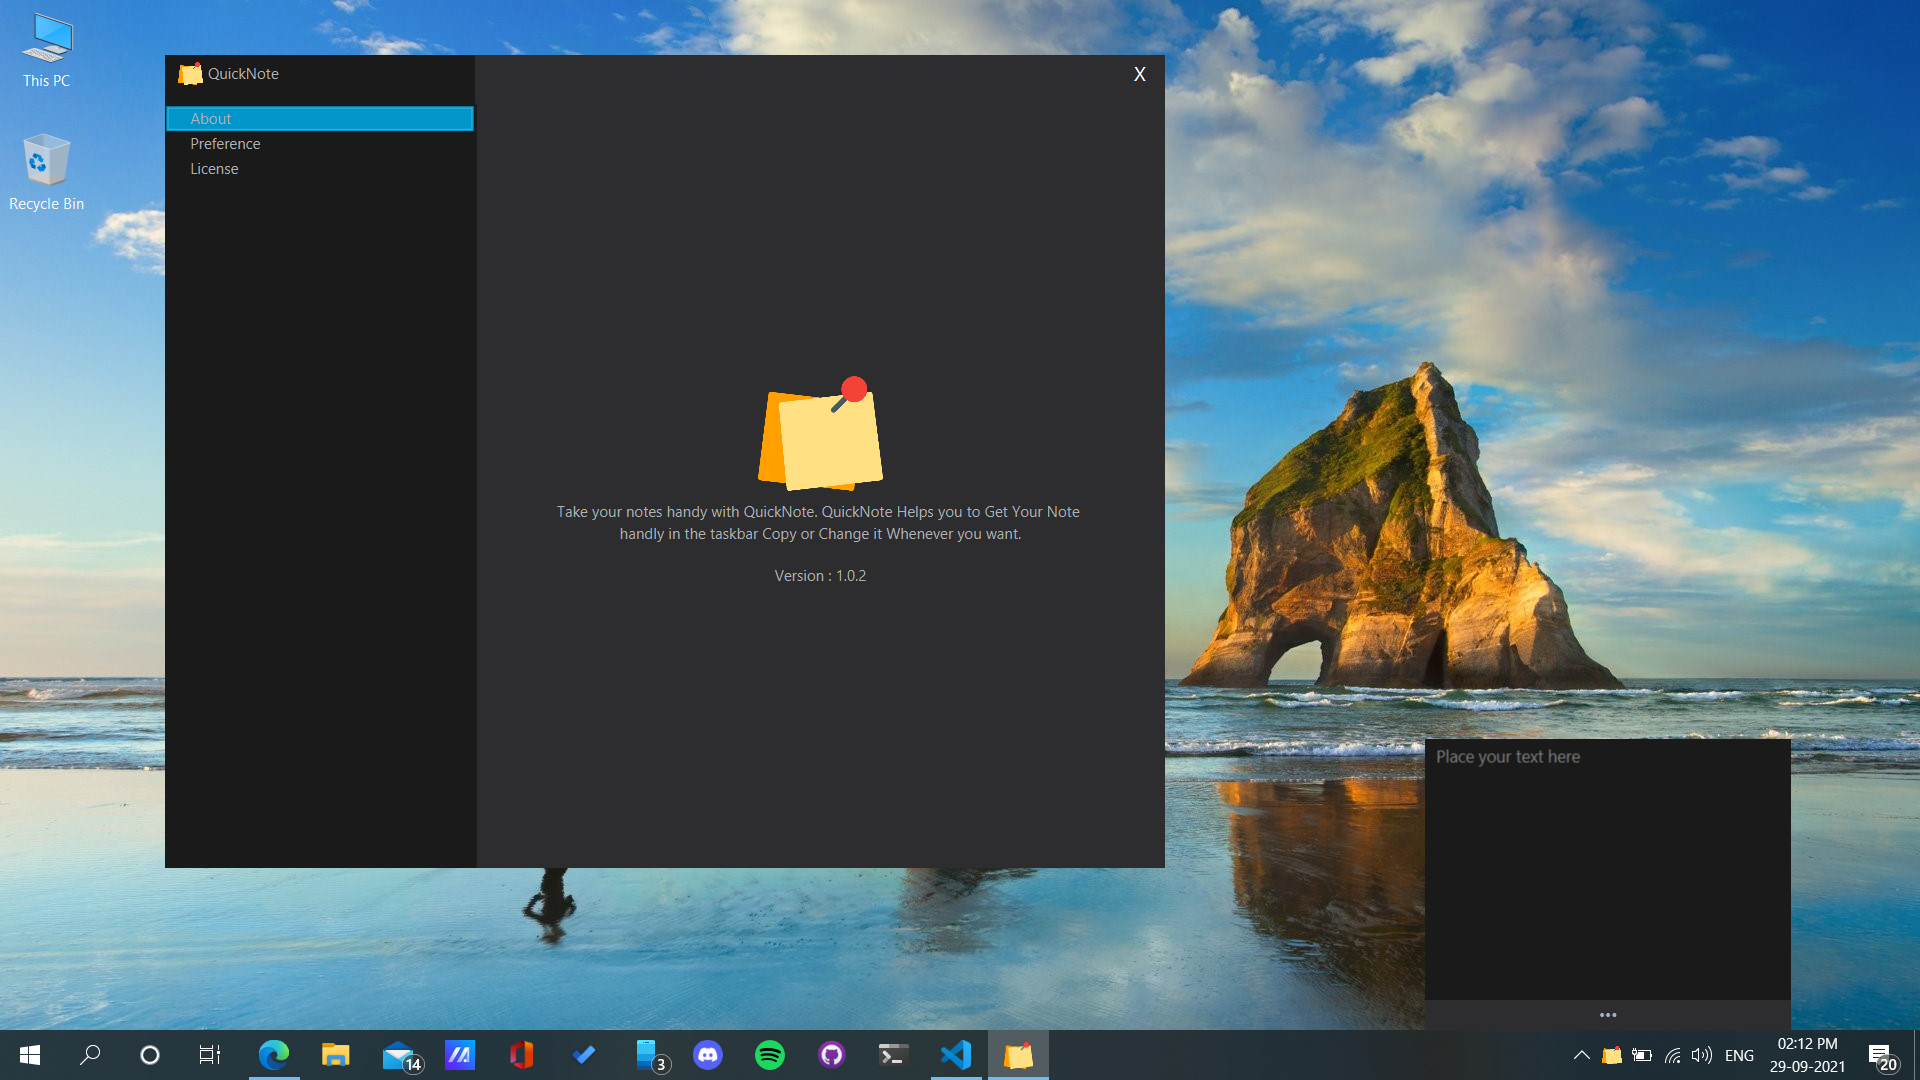 This PC
Recycle Bin
QuickNote
X
About
Preference
License
Take your notes handy with QuickNote. QuickNote Helps you to Get Your Note
handly in the taskbar Copy or Change it Whenever you want.
Version : 1.0.2
Place your text here
14
3
ENG
02:12 PM
29-09-2021
20